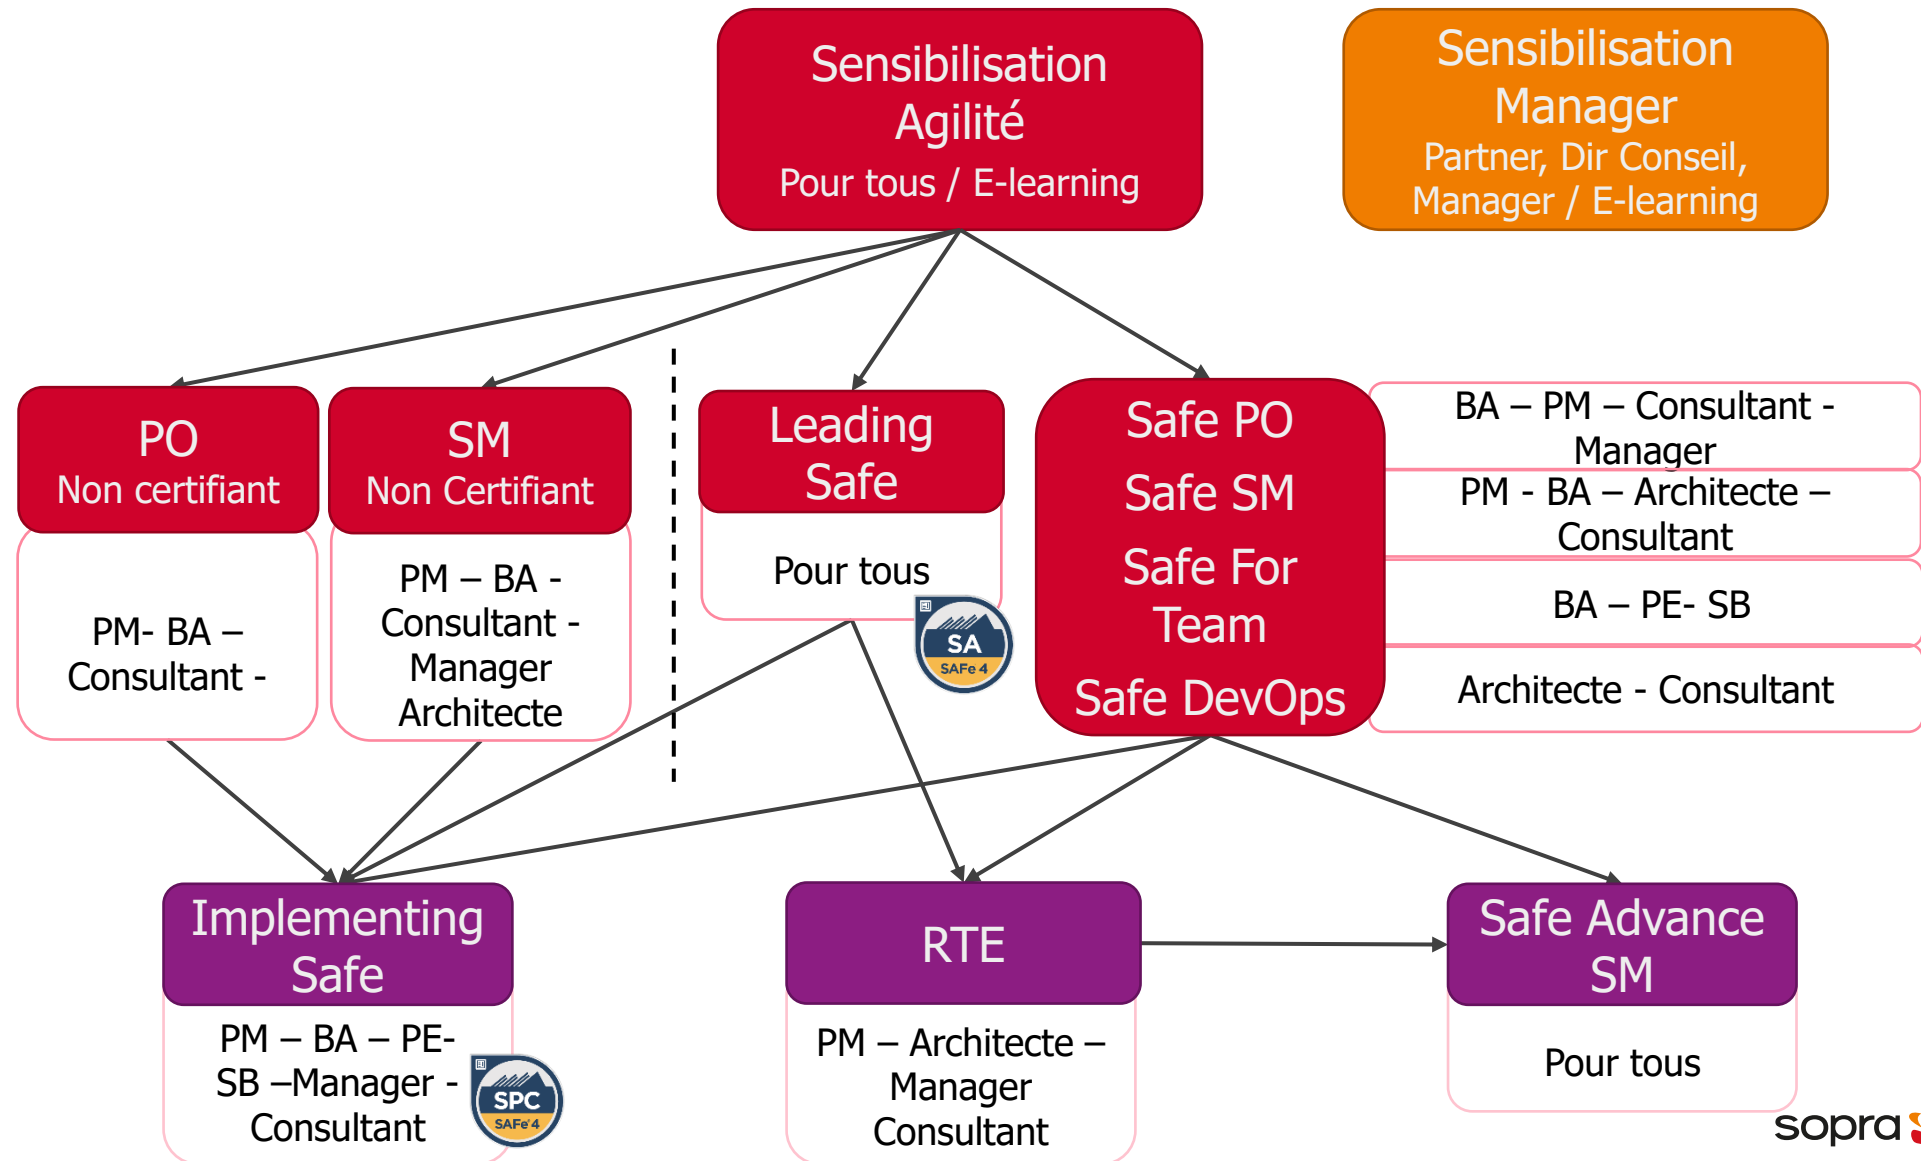 Sensibilisation
Agilité
Pour tous / E-learning
Sensibilisation
Manager
Partner, Dir Conseil,
Manager / E-learning
PO
Non certifiant
PM- BA –
Consultant -
SM
Non Certifiant
PM – BA -
Consultant -
Manager
Architecte
Leading
Safe
Pour tous
SA
SAFe 4
Safe PO
Safe SM
Safe For
Team
Safe DevOps
BA – PM – Consultant -
Manager
PM - BA – Architecte –
Consultant
BA – PE- SB
Architecte - Consultant
Implementing
Safe
PM – BA – PE-
SB –Manager -
Consultant
SPC
SAFe 4
RTE
PM – Architecte –
Manager
Consultant
Safe Advance
SM
Pour tous
sopra